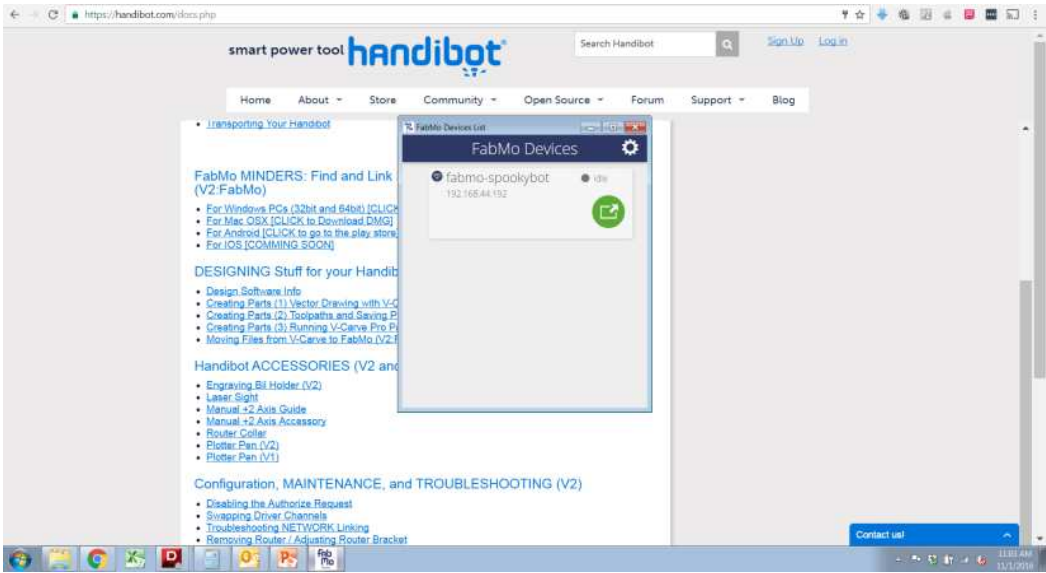 https://handibot.com/docs.php
smart power tool handibot
Search Handibot
Sign Up Log in
Home About Store Community Open Source Forum Support Blog
Transporting Your Handibot
FabMo Devices List
FabMo Devices
fabmo-spookybot idle
192.168.44.192
FabMo MINDERS: Find and Link
(V2:FabMo)
For Windows PCs (32bit and 64bit) [CLICK
For Mac OSX [CLICK to Download DMG]
For Android [CLICK to go to the play store]
For IOS [COMMING SOON]
DESIGNING Stuff for your Handib
Design Software Info
Creating Parts (1) Vector Drawing with V-C
Creating Parts (2) Toolpaths and Saving P
Creating Parts (3) Running V-Carve Pro P
Moving Files from V-Carve to FabMo (V2:F
Handibot ACCESSORIES (V2 and
Engraving Bit Holder (V2)
Laser Sight
Manual +2 Axis Guide
Manual +2 Axis Accessory
Router Collar
Plotter Pen (V2)
Plotter Pen (V1)
Configuration, MAINTENANCE, and TROUBLESHOOTING (V2)
Disabling the Authorize Request
Swapping Driver Channels
Troubleshooting NETWORK Linking
Removing Router / Adjusting Router Bracket
Contact us!
Fab
Mo
11:03 AM
11/1/2016